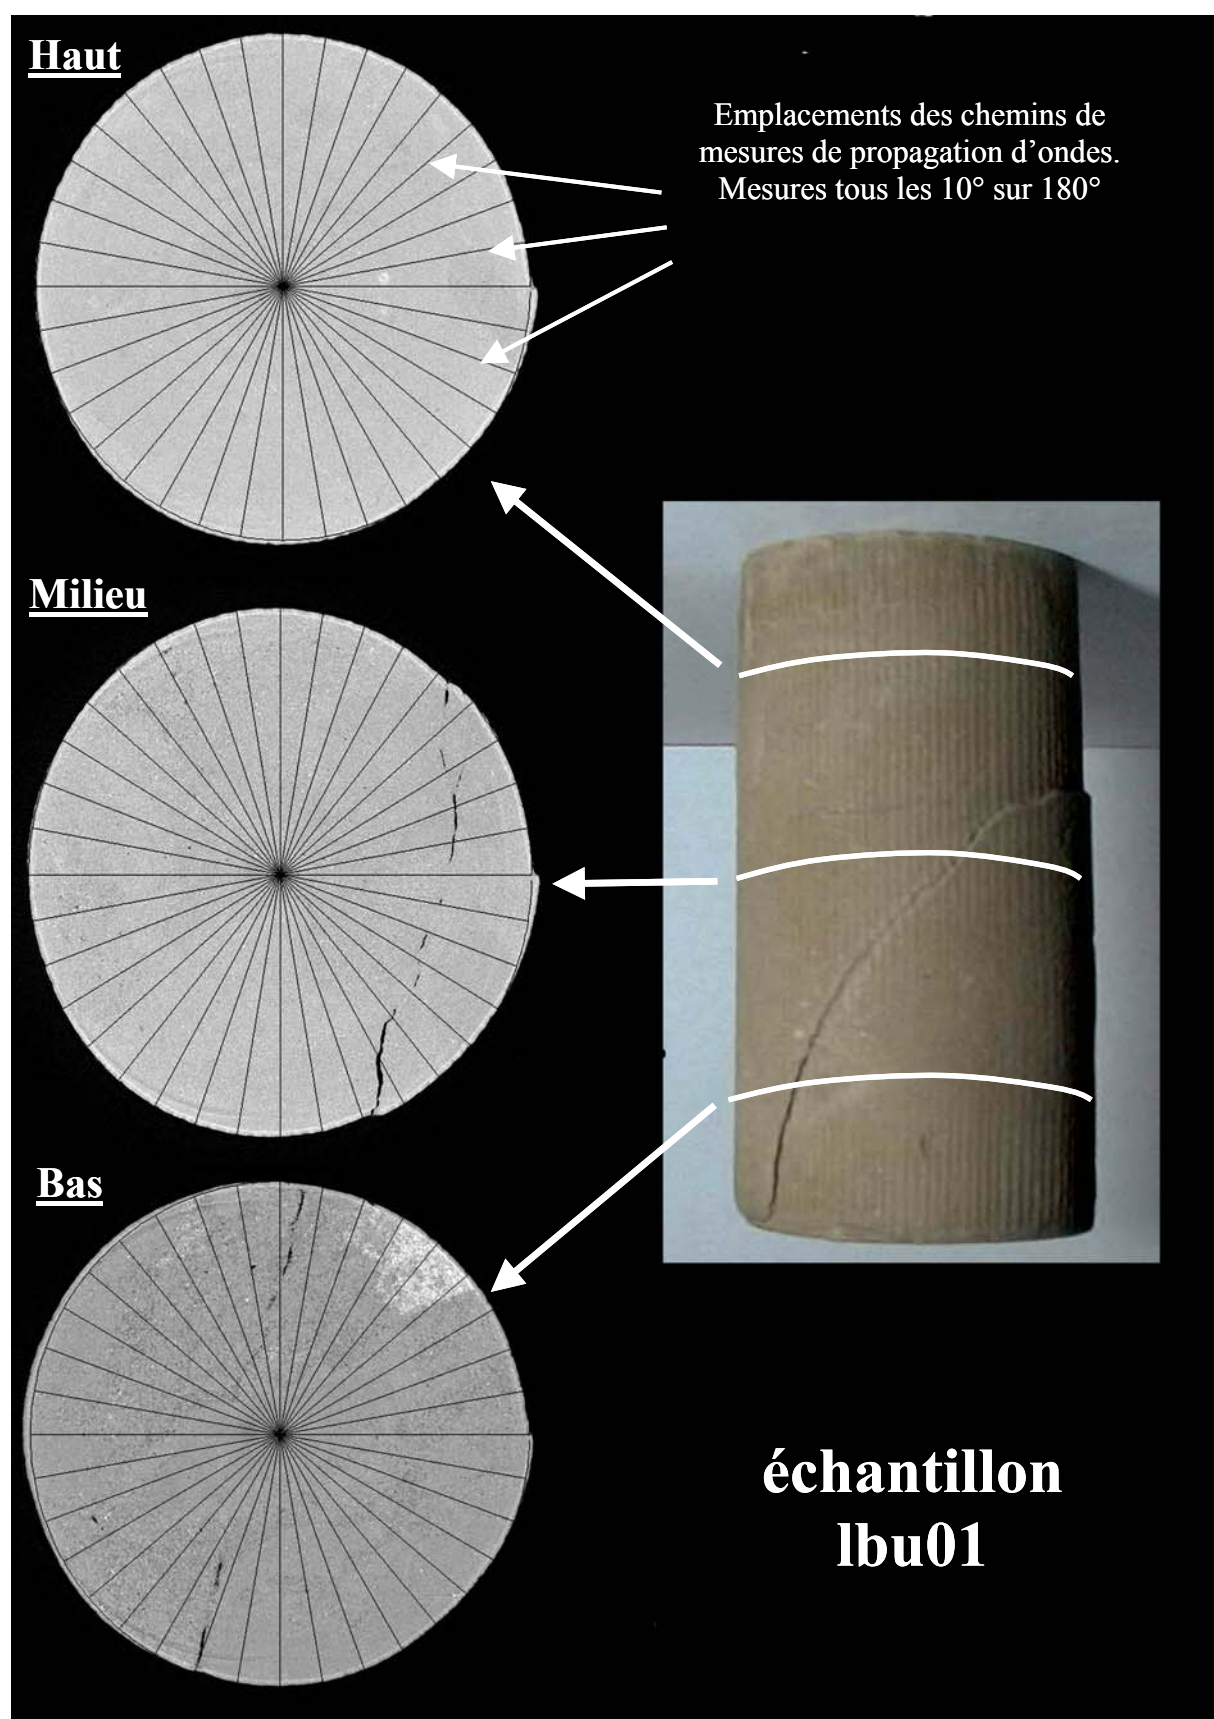 Haut
Emplacements des chemins de
mesures de propagation d’ondes.
Mesures tous les 10° sur 180°
Milieu
Bas
échantillon
lbu01